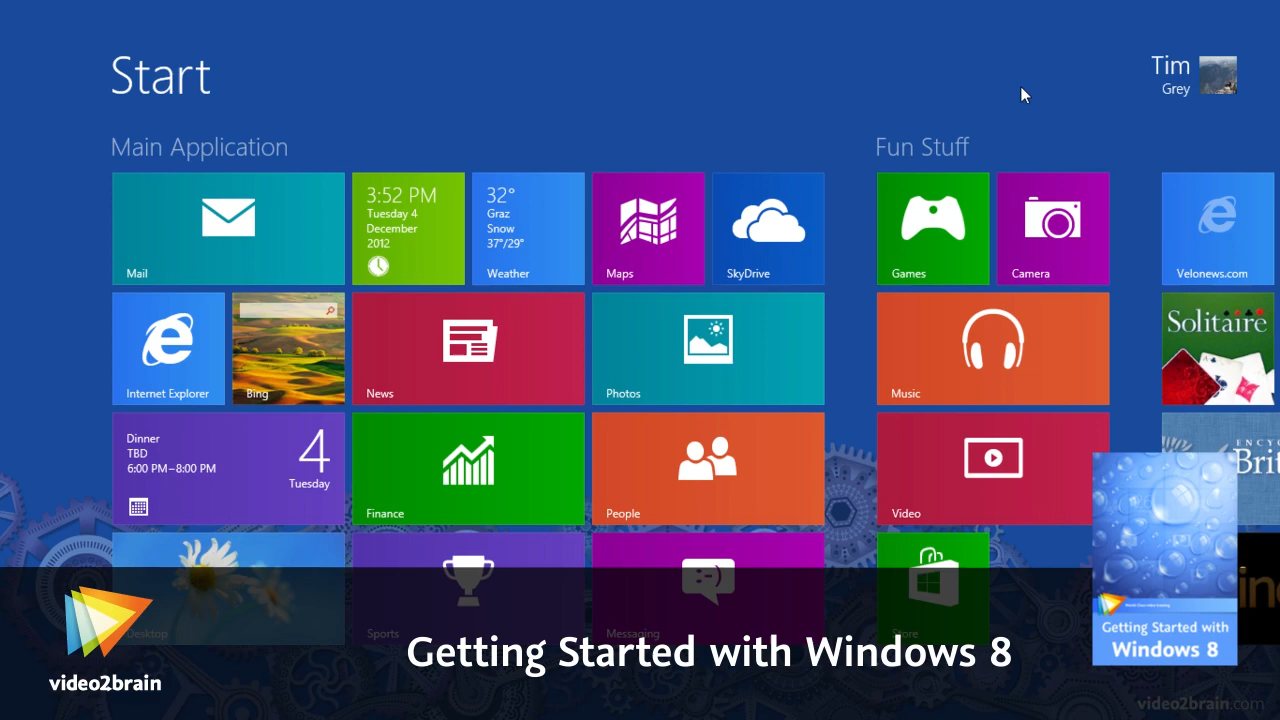 Start
Tim
Grey
Main Application
Fun Stuff
Mail
3:52 PM
Tuesday 4
December
2012
32°
Graz
Snow
37°/29°
Weather
Maps
SkyDrive
Games
Camera
Velonews.com
Internet Explorer
Bing
News
Photos
Music
Solitaire
Dinner
TBD
6:00 PM–8:00 PM
4
Tuesday
Finance
People
Video
ENCYC
Brit
Desktop
Sports
Messaging
Store
Getting Started with Windows 8
video2brain
Getting Started with
Windows 8
video2brain.com